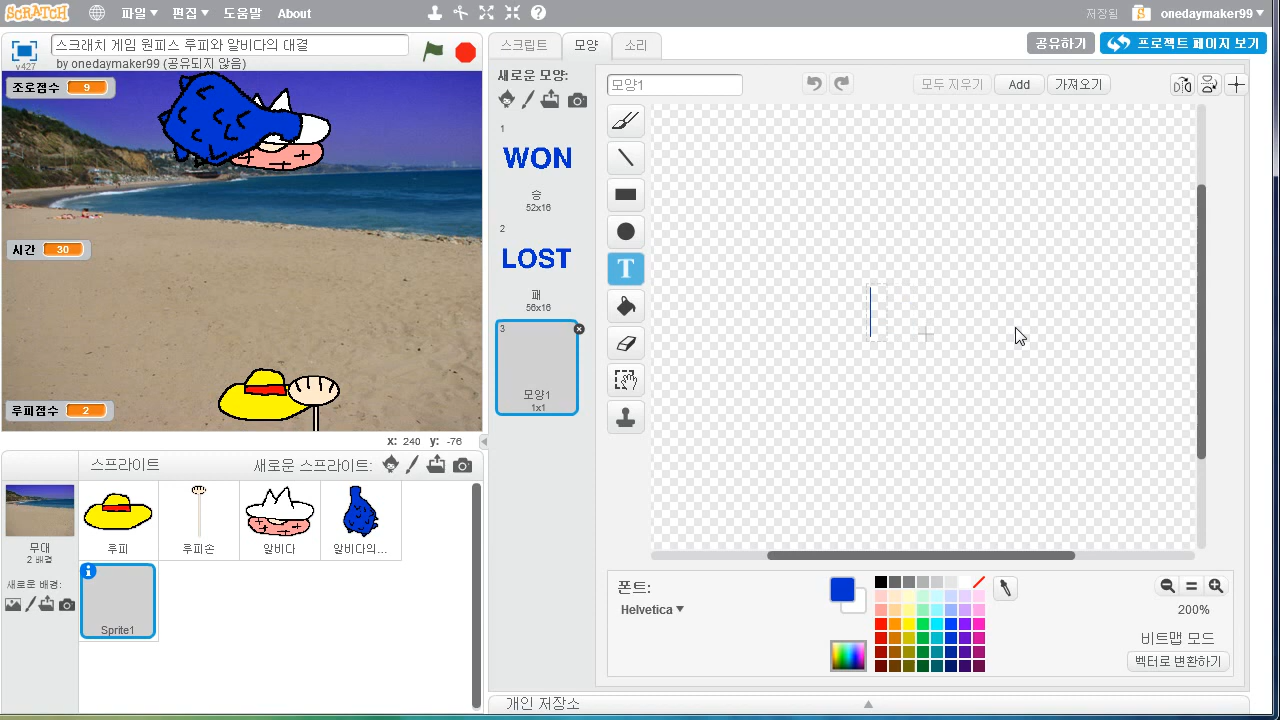 SCRATCH
파일▼ 편집▼ 도움말 About
저장됨 onedaymaker99▼
v427
스크래치 게임 원피스 루피와 알비다의 대결
by onedaymaker99 (공유되지 않음)
스크립트 모양 소리
공유하기 프로젝트 페이지 보기
조로점수 9
시간 30
루피점수 2
x: 240 y: -76
새로운 모양:
1
WON
승
52x16
2
LOST
패
56x16
3
모양1
1x1
모양1
모두 지우기 Add 가져오기
T
폰트:
Helvetica▼
200%
비트맵 모드
벡터로 변환하기
스프라이트 새로운 스프라이트:
무대
2 배경
새로운 배경:
루피 루피손 알비다 알비다의...
Sprite1
개인 저장소